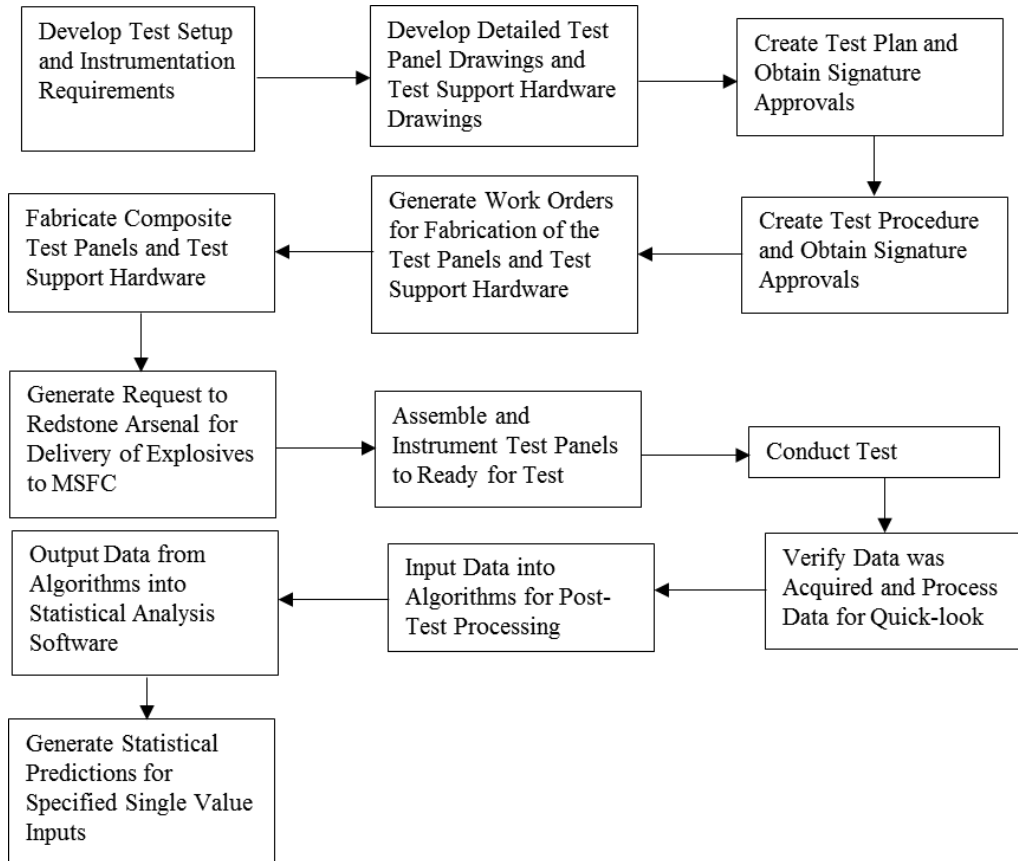 Develop Test Setup
and Instrumentation
Requirements
Develop Detailed Test
Panel Drawings and
Test Support Hardware
Drawings
Create Test Plan and
Obtain Signature
Approvals
Create Test Procedure
and Obtain Signature
Approvals
Generate Work Orders
for Fabrication of the
Test Panels and Test
Support Hardware
Fabricate Composite
Test Panels and Test
Support Hardware
Generate Request to
Redstone Arsenal for
Delivery of Explosives
to MSFC
Assemble and
Instrument Test Panels
to Ready for Test
Conduct Test
Verify Data was
Acquired and Process
Data for Quick-look
Input Data into
Algorithms for Post-
Test Processing
Output Data from
Algorithms into
Statistical Analysis
Software
Generate Statistical
Predictions for
Specified Single Value
Inputs